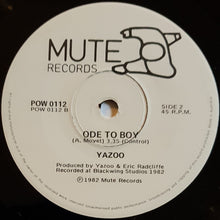 MUTE
RECORDS
POW 0112
POW 0112 B
SIDE 2
45 R.P.M.
ODE TO BOY
(A. Moyet) 3.35 (Control)
YAZOO
Produced by Yazoo & Eric Radcliffe
Recorded at Blackwing Studios 1982
℗ 1982 Mute Records